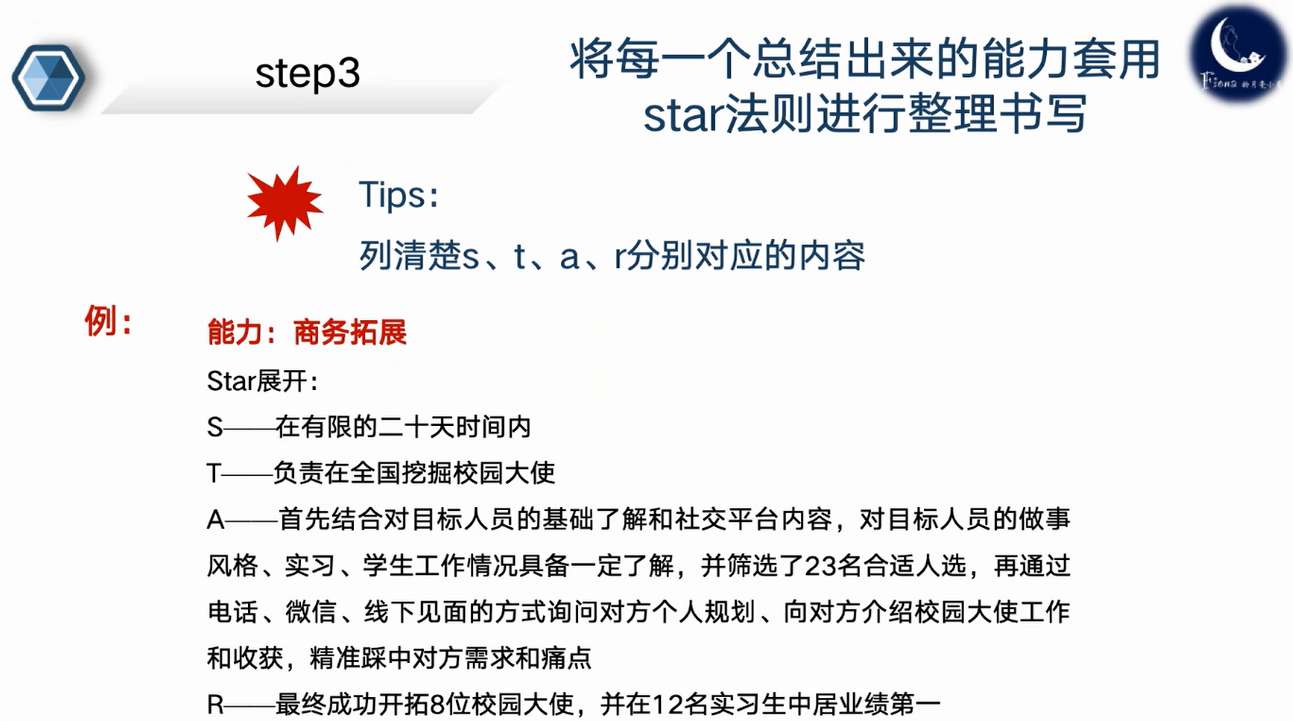 step3
将每一个总结出来的能力套用
star法则进行整理书写
Tips：
列清楚s、t、a、r分别对应的内容
例：
能力：商务拓展
Star展开：
S——在有限的二十天时间内
T——负责在全国挖掘校园大使
A——首先结合对目标人员的基础了解和社交平台内容，对目标人员的做事
风格、实习、学生工作情况具备一定了解，并筛选了23名合适人选，再通过
电话、微信、线下见面的方式询问对方个人规划、向对方介绍校园大使工作
和收获，精准踩中对方需求和痛点
R——最终成功开拓8位校园大使，并在12名实习生中居业绩第一